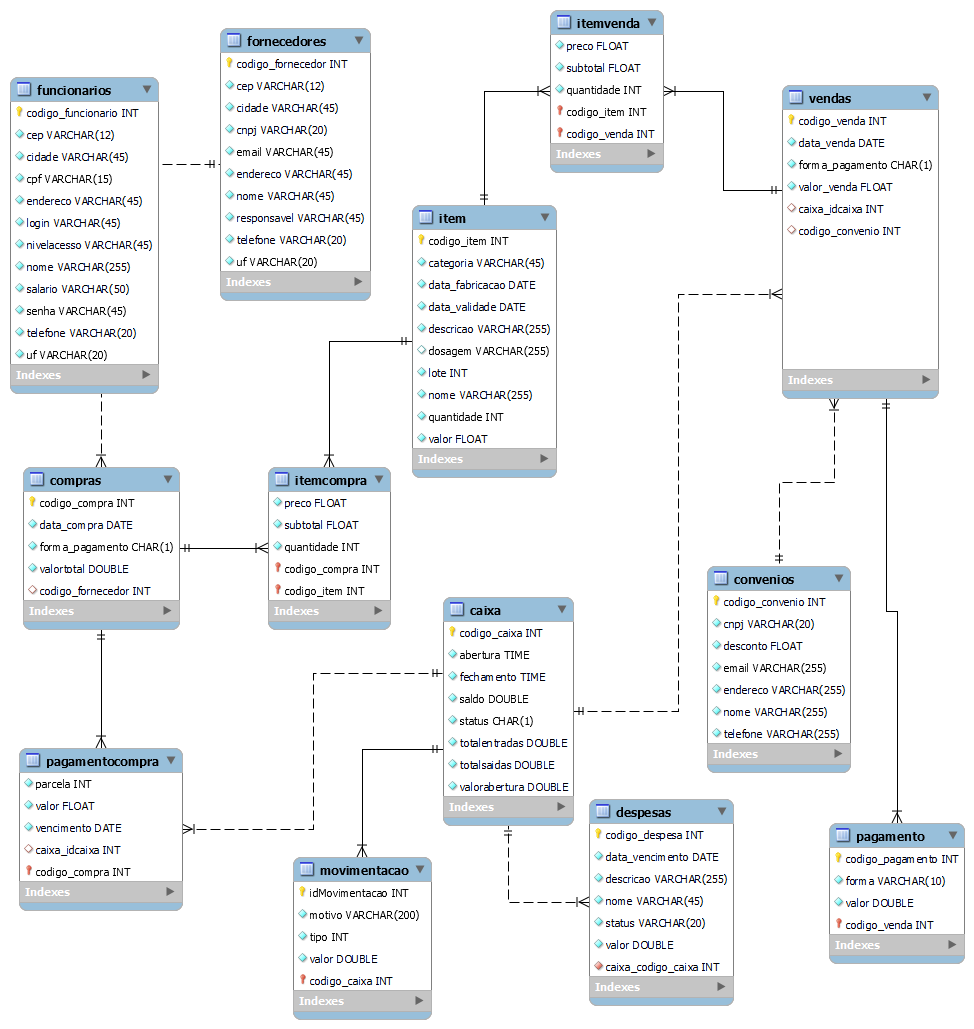 itemvenda
preco FLOAT
subtotal FLOAT
quantidade INT
codigo_item INT
codigo_venda INT
Indexes
fornecedores
codigo_fornecedor INT
cep VARCHAR(12)
cidade VARCHAR(45)
cnpj VARCHAR(20)
email VARCHAR(45)
endereco VARCHAR(45)
nome VARCHAR(45)
responsavel VARCHAR(45)
telefone VARCHAR(20)
uf VARCHAR(20)
Indexes
funcionarios
codigo_funcionario INT
cep VARCHAR(12)
cidade VARCHAR(45)
cpf VARCHAR(15)
endereco VARCHAR(45)
login VARCHAR(45)
nivelacesso VARCHAR(45)
nome VARCHAR(255)
salario VARCHAR(50)
senha VARCHAR(45)
telefone VARCHAR(20)
uf VARCHAR(20)
Indexes
vendas
codigo_venda INT
data_venda DATE
forma_pagamento CHAR(1)
valor_venda FLOAT
caixa_idcaixa INT
codigo_convenio INT
Indexes
item
codigo_item INT
categoria VARCHAR(45)
data_fabricacao DATE
data_validade DATE
descricao VARCHAR(255)
dosagem VARCHAR(255)
lote INT
nome VARCHAR(255)
quantidade INT
valor FLOAT
Indexes
compras
codigo_compra INT
data_compra DATE
forma_pagamento CHAR(1)
valortotal DOUBLE
codigo_fornecedor INT
Indexes
itemcompra
preco FLOAT
subtotal FLOAT
quantidade INT
codigo_compra INT
codigo_item INT
Indexes
convenios
codigo_convenio INT
cnpj VARCHAR(20)
desconto FLOAT
email VARCHAR(255)
endereco VARCHAR(255)
nome VARCHAR(255)
telefone VARCHAR(255)
Indexes
caixa
codigo_caixa INT
abertura TIME
fechamento TIME
saldo DOUBLE
status CHAR(1)
totalentradas DOUBLE
totalsaidas DOUBLE
valorabertura DOUBLE
Indexes
pagamentocompra
parcela INT
valor FLOAT
vencimento DATE
caixa_idcaixa INT
codigo_compra INT
Indexes
despesas
codigo_despesa INT
data_vencimento DATE
descricao VARCHAR(255)
nome VARCHAR(45)
status VARCHAR(20)
valor DOUBLE
caixa_codigo_caixa INT
Indexes
pagamento
codigo_pagamento INT
forma VARCHAR(10)
valor DOUBLE
codigo_venda INT
Indexes
movimentacao
idMovimentacao INT
motivo VARCHAR(200)
tipo INT
valor DOUBLE
codigo_caixa INT
Indexes